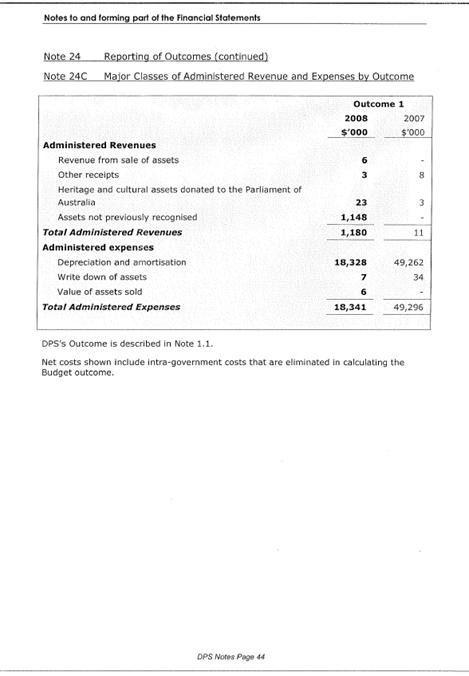 Notes to and forming part of the Financial Statements
Note 24 Reporting of Outcomes (continued)
Note 24C Major Classes of Administered Revenue and Expenses by Outcome
Outcome 1
2008 2007
$'000 $'000
Administered Revenues
Revenue from sale of assets 6 -
Other receipts 3 8
Heritage and cultural assets donated to the Parliament of
Australia 23 3
Assets not previously recognised 1,148 -
Total Administered Revenues 1,180 11
Administered expenses
Depreciation and amortisation 18,328 49,262
Write down of assets 7 34
Value of assets sold 6 -
Total Administered Expenses 18,341 49,296
DPS's Outcome is described in Note 1.1.
Net costs shown include intra-government costs that are eliminated in calculating the
Budget outcome.
DPS Notes Page 44